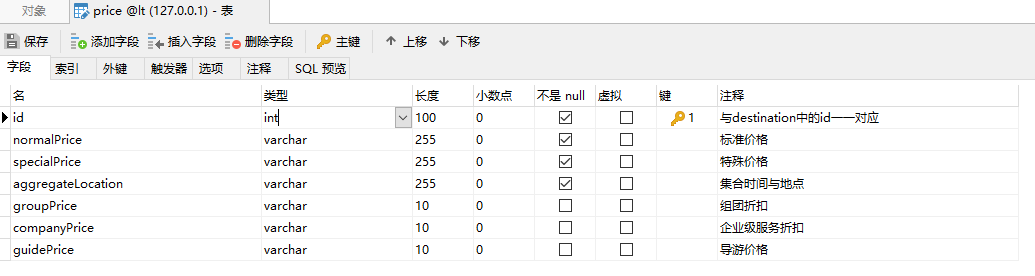 对象 price @lt (127.0.0.1) - 表
保存 添加字段 插入字段 删除字段 主键 上移 下移
字段 索引 外键 触发器 选项 注释 SQL 预览
名 类型 长度 小数点 不是 null 虚拟 键 注释
id int 100 0 1 与destination中的id一一对应
normalPrice varchar 255 0 标准价格
specialPrice varchar 255 0 特殊价格
aggregateLocation varchar 255 0 集合时间与地点
groupPrice varchar 10 0 组团折扣
companyPrice varchar 10 0 企业级服务折扣
guidePrice varchar 10 0 导游价格